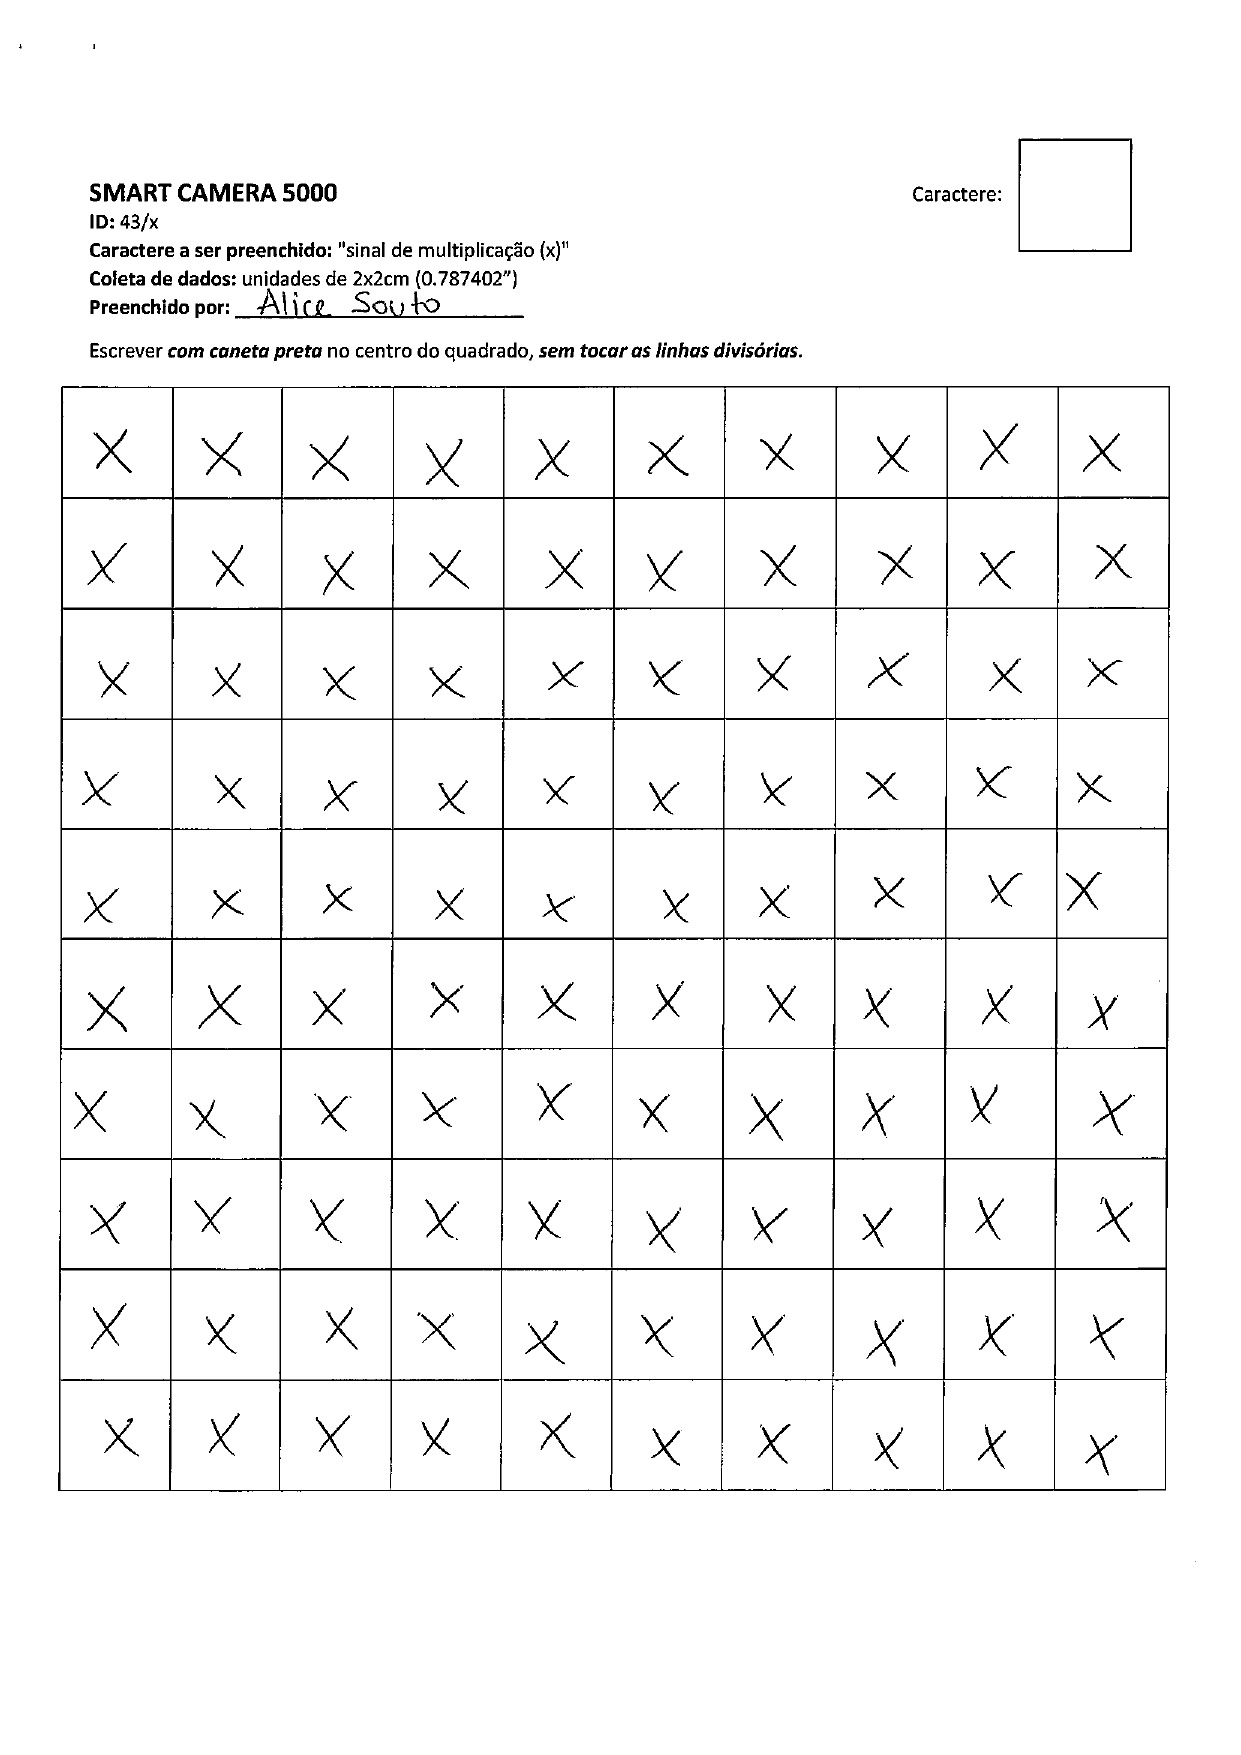 SMART CAMERA 5000
Caractere:
ID: 43/x
Caractere a ser preenchido: "sinal de multiplicação (x)"
Coleta de dados: unidades de 2x2cm (0.787402")
Preenchido por: Alice Souto
Escrever com caneta preta no centro do quadrado, sem tocar as linhas divisórias.
x x x x x x x x x x
x x x x x x x x x x
x x x x x x x x x x
x x x x x x x x x x
x x x x x x x x x x
x x x x x x x x x x
x x x x x x x x x x
x x x x x x x x x x
x x x x x x x x x x
x x x x x x x x x x